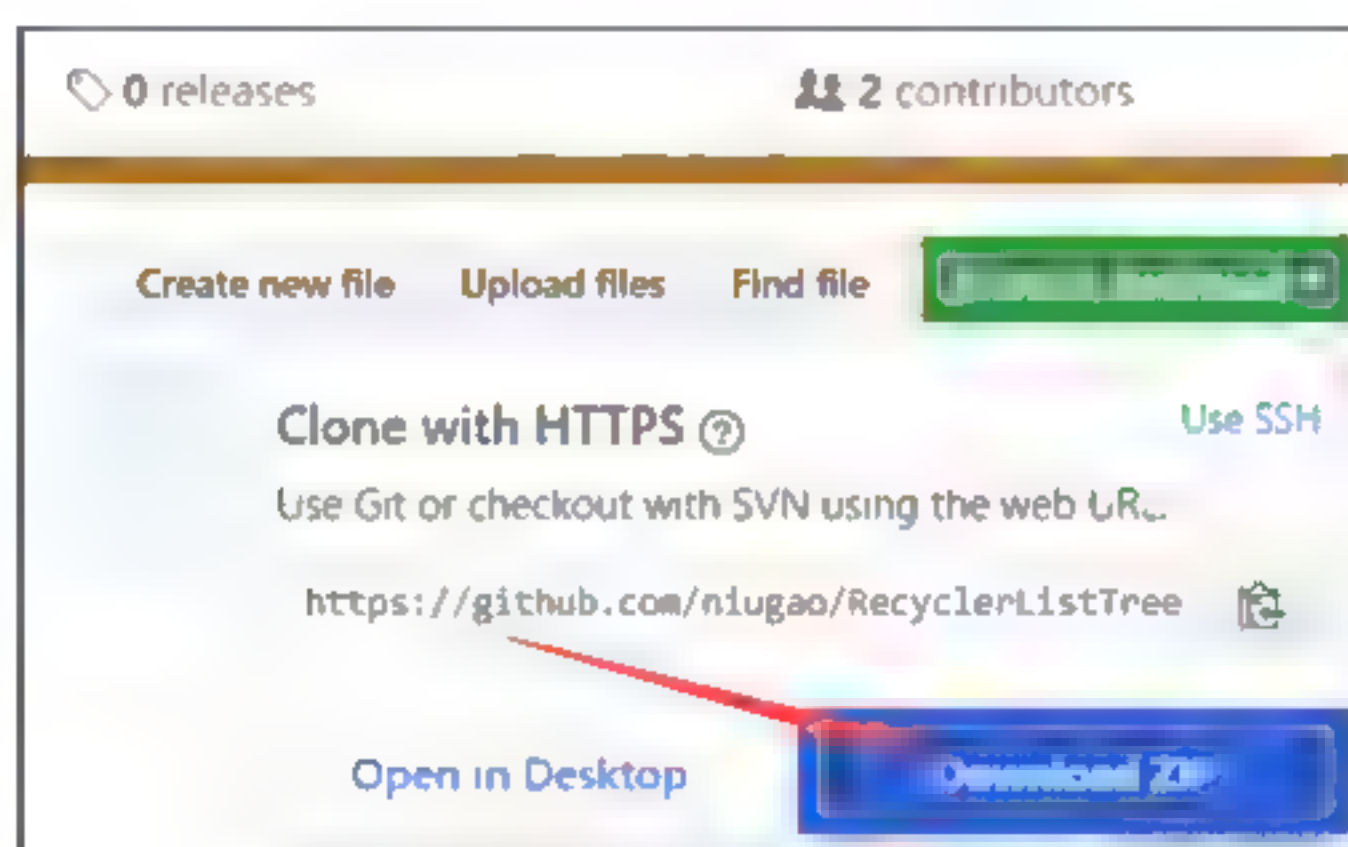 0 releases
2 contributors
Create new file
Upload files
Find file
Clone with HTTPS ?
Use SSH
Use Git or checkout with SVN using the web UR...
https://github.com/niugao/RecyclerListTree
Open in Desktop